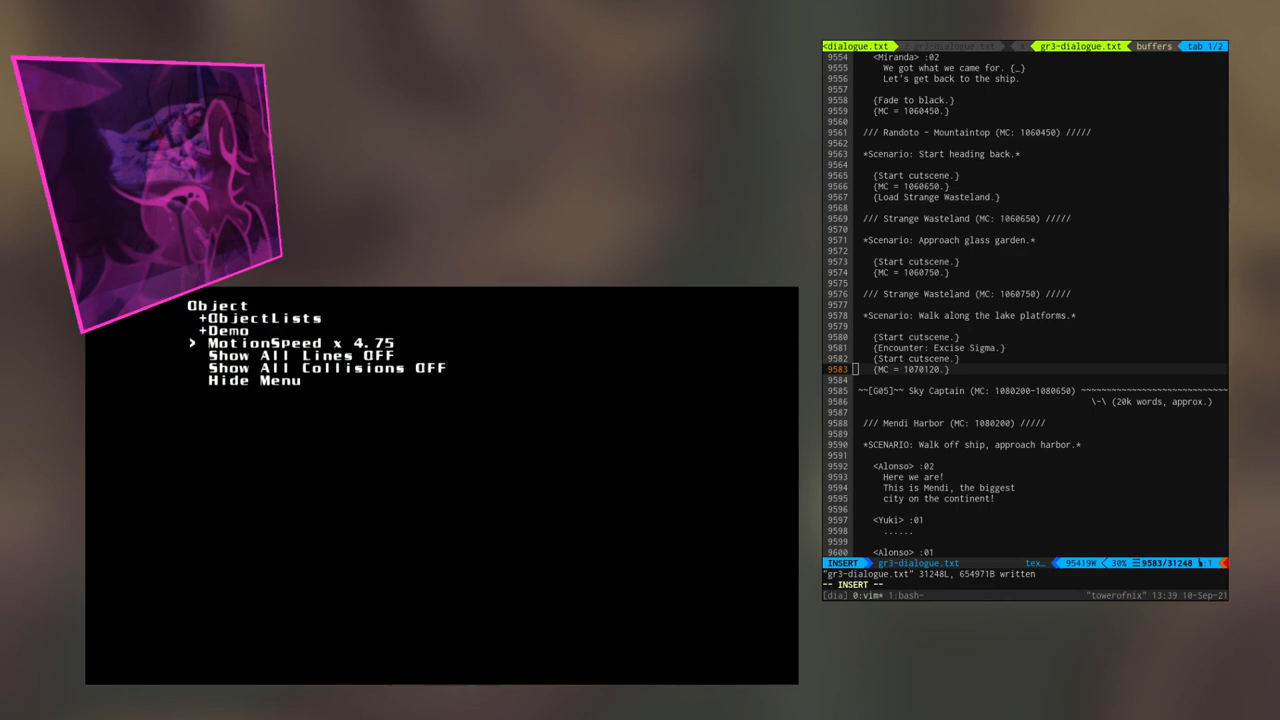 Object
+ObjectLists
+Demo
> MotionSpeed x 4.75
Show All Lines OFF
Show All Collisions OFF
Hide Menu
<dialogue.txt gr3-dialogue.txt gr3-dialogue.txt buffers tab 1/2
9554 <Miranda> :02
9555 We got what we came for. {_}
9556 Let's get back to the ship.
9557
9558 {Fade to black.}
9559 {MC = 1060450.}
9560
9561 /// Randoto - Mountaintop (MC: 1060450) /////
9562
9563 *Scenario: Start heading back.*
9564
9565 {Start cutscene.}
9566 {MC = 1060650.}
9567 {Load Strange Wasteland.}
9568
9569 /// Strange Wasteland (MC: 1060650) /////
9570
9571 *Scenario: Approach glass garden.*
9572
9573 {Start cutscene.}
9574 {MC = 1060750.}
9575
9576 /// Strange Wasteland (MC: 1060750) /////
9577
9578 *Scenario: Walk along the lake platforms.*
9579
9580 {Start cutscene.}
9581 {Encounter: Excise Sigma.}
9582 {Start cutscene.}
9583 {MC = 1070120.}
9584
9585 ~~[G05]~~ Sky Captain (MC: 1080200-1080650) ~~~~~~~~~~~~~~~~~~~~~~~~~~~~~
9586 \-\ (20k words, approx.)
9587
9588 /// Mendi Harbor (MC: 1080200) /////
9589
9590 *SCENARIO: Walk off ship, approach harbor.*
9591
9592 <Alonso> :02
9593 Here we are!
9594 This is Mendi, the biggest
9595 city on the continent!
9596
9597 <Yuki> :01
9598 ......
9599
9600 <Alonso> :01
INSERT gr3-dialogue.txt tex… 95419W 30% ☰9583/31248 :1
"gr3-dialogue.txt" 31248L, 654971B written
-- INSERT --
[dia] 0:vim* 1:bash- "towerofnix" 13:39 10-Sep-21